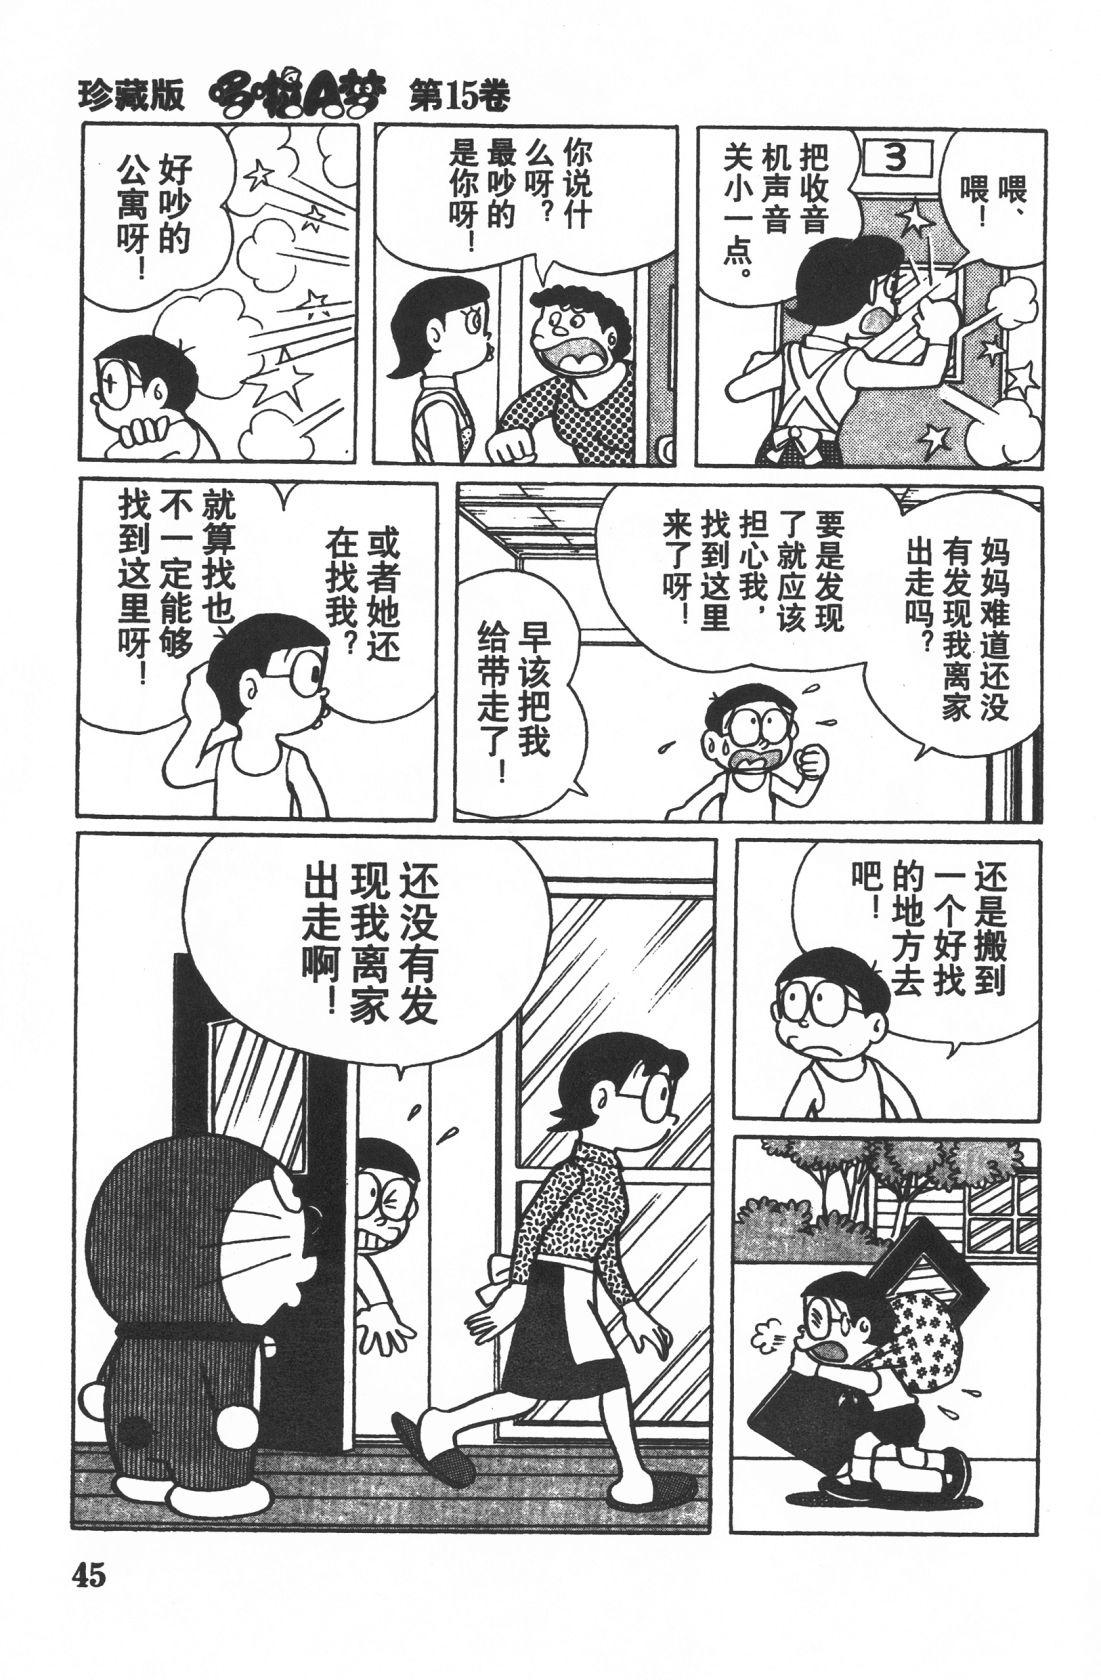 珍藏版 哆啦A梦 第15卷
喂、
喂！
3
把收音
机声音
关小一点。
你说什
么呀？
最吵的
是你呀！
好吵的
公寓呀！
妈妈难道还没
有发现我离家
出走吗？
要是发现
了就应该
担心我，
找到这里
来了呀！
早该把我
给带走了！
或者她还
在找我？
就算找也
不一定能够
找到这里呀！
还是搬到
一个好找
的地方去
吧！
还没有发
现我离家
出走啊！
45